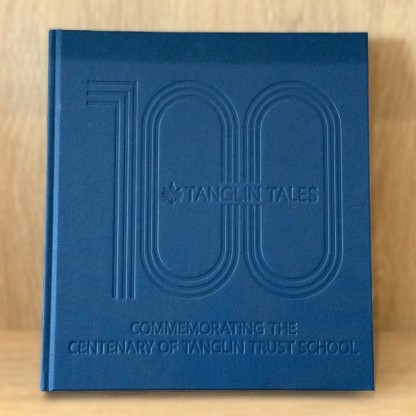 100
TANGLIN TALES
COMMEMORATING THE
CENTENARY OF TANGLIN TRUST SCHOOL